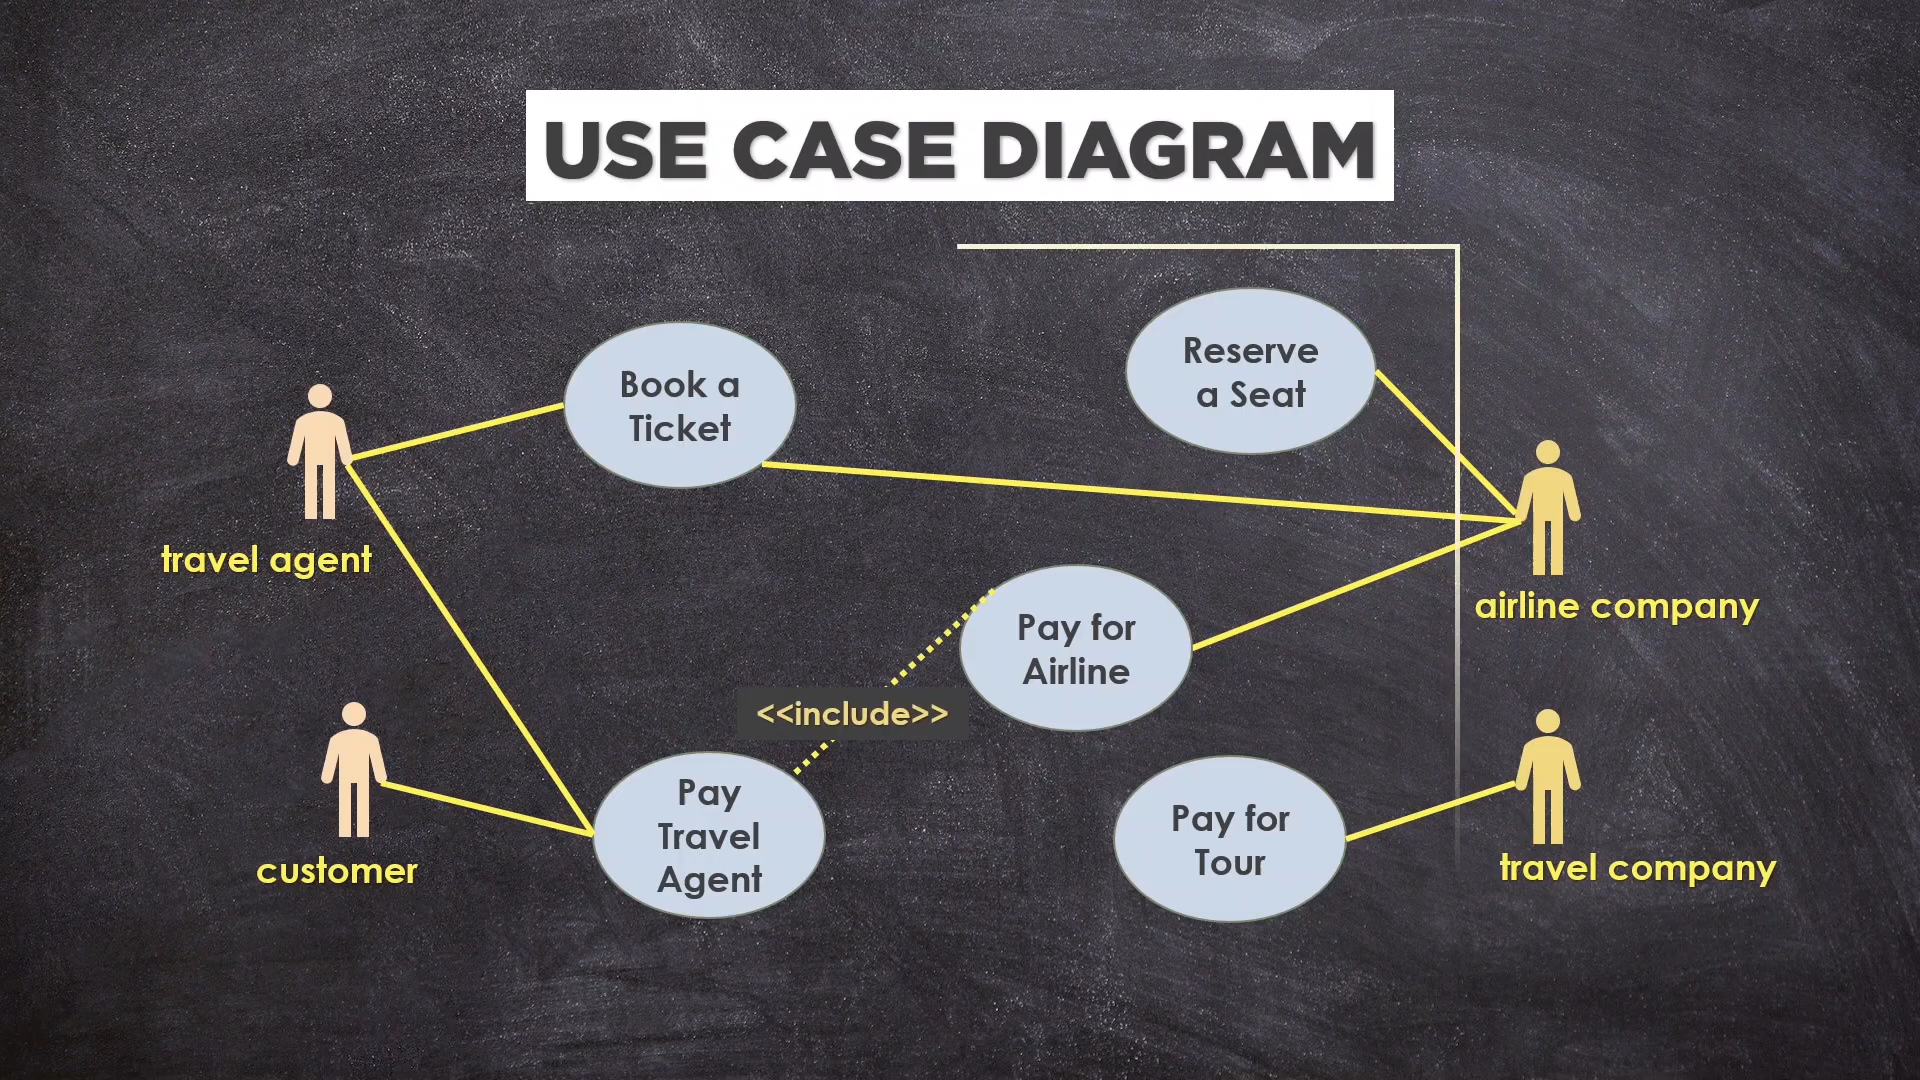 USE CASE DIAGRAM
Reserve
a Seat
Book a
Ticket
travel agent
airline company
Pay for
Airline
<<include>>
Pay
Travel
Agent
Pay for
Tour
customer
travel company